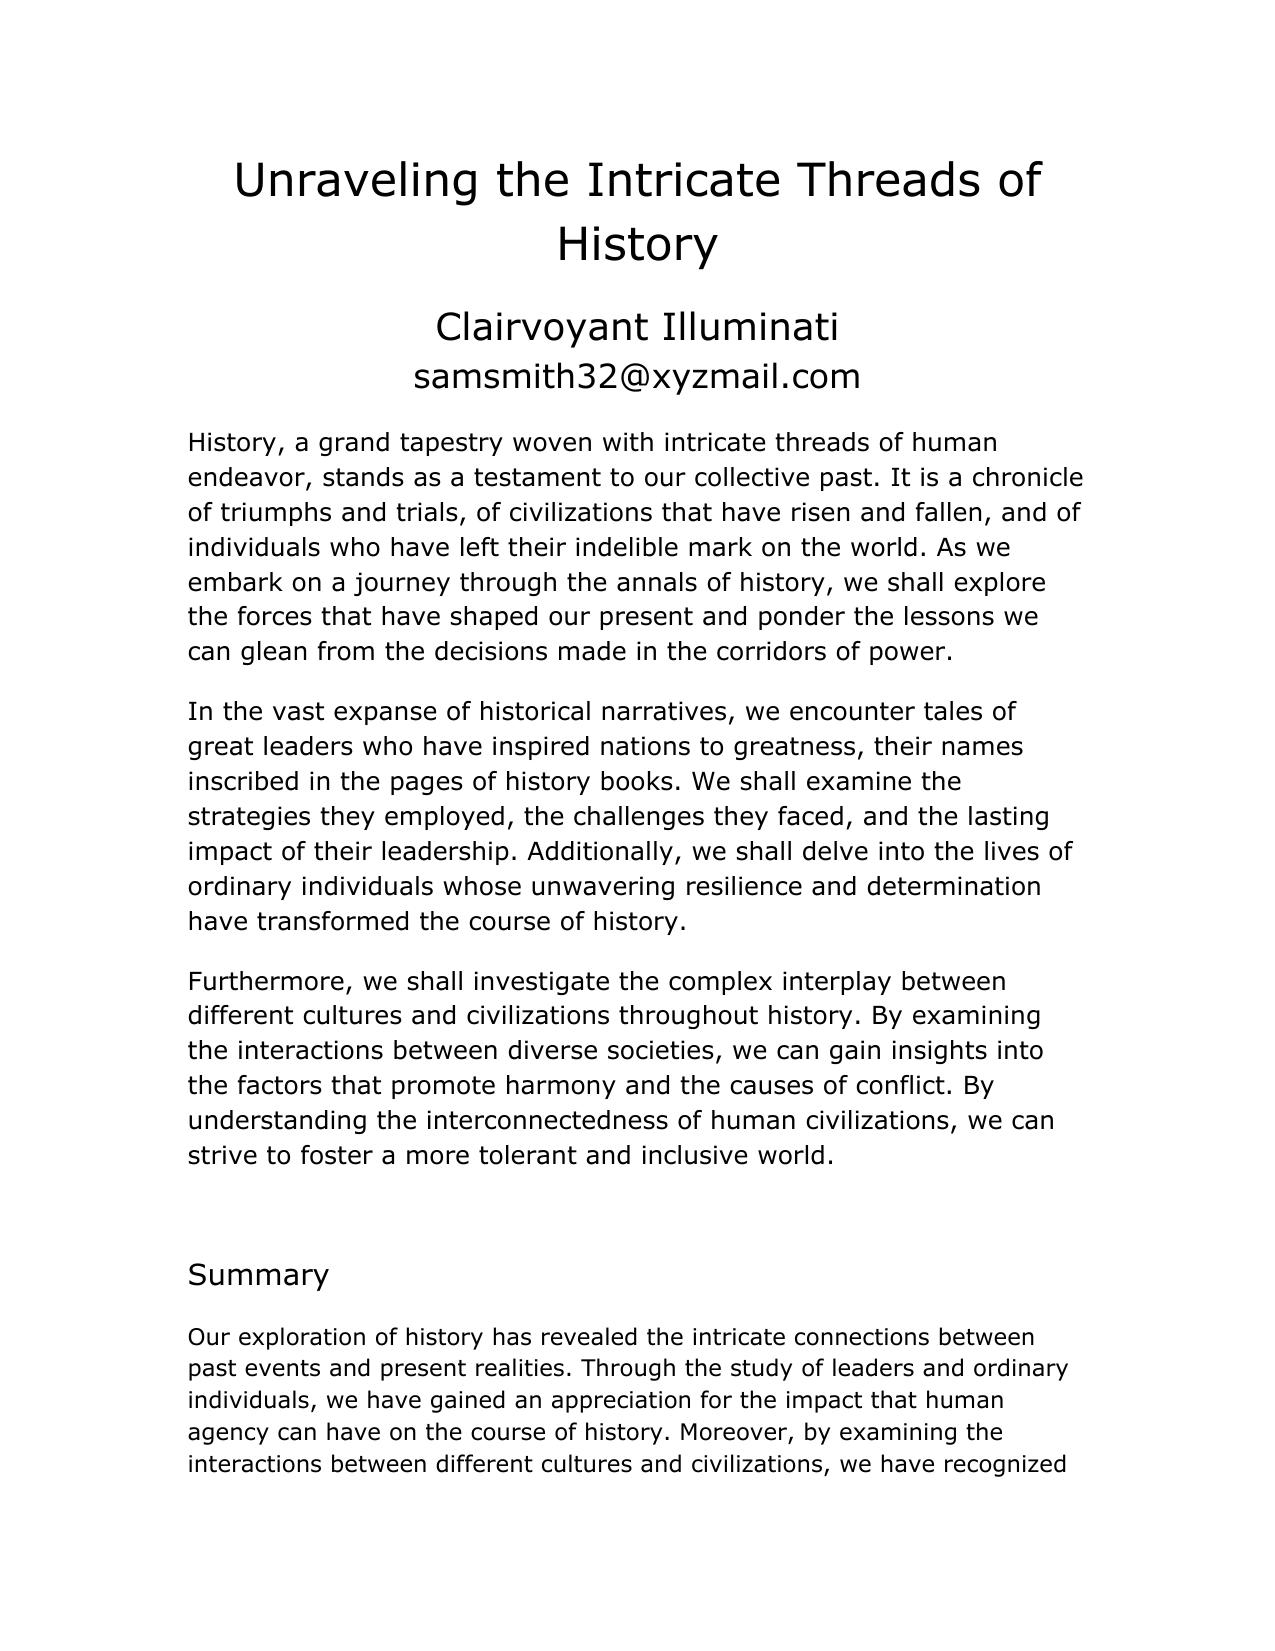 Unraveling the Intricate Threads of
History
Clairvoyant Illuminati
samsmith32@xyzmail.com
History, a grand tapestry woven with intricate threads of human
endeavor, stands as a testament to our collective past. It is a chronicle
of triumphs and trials, of civilizations that have risen and fallen, and of
individuals who have left their indelible mark on the world. As we
embark on a journey through the annals of history, we shall explore
the forces that have shaped our present and ponder the lessons we
can glean from the decisions made in the corridors of power.
In the vast expanse of historical narratives, we encounter tales of
great leaders who have inspired nations to greatness, their names
inscribed in the pages of history books. We shall examine the
strategies they employed, the challenges they faced, and the lasting
impact of their leadership. Additionally, we shall delve into the lives of
ordinary individuals whose unwavering resilience and determination
have transformed the course of history.
Furthermore, we shall investigate the complex interplay between
different cultures and civilizations throughout history. By examining
the interactions between diverse societies, we can gain insights into
the factors that promote harmony and the causes of conflict. By
understanding the interconnectedness of human civilizations, we can
strive to foster a more tolerant and inclusive world.
Summary
Our exploration of history has revealed the intricate connections between
past events and present realities. Through the study of leaders and ordinary
individuals, we have gained an appreciation for the impact that human
agency can have on the course of history. Moreover, by examining the
interactions between different cultures and civilizations, we have recognized